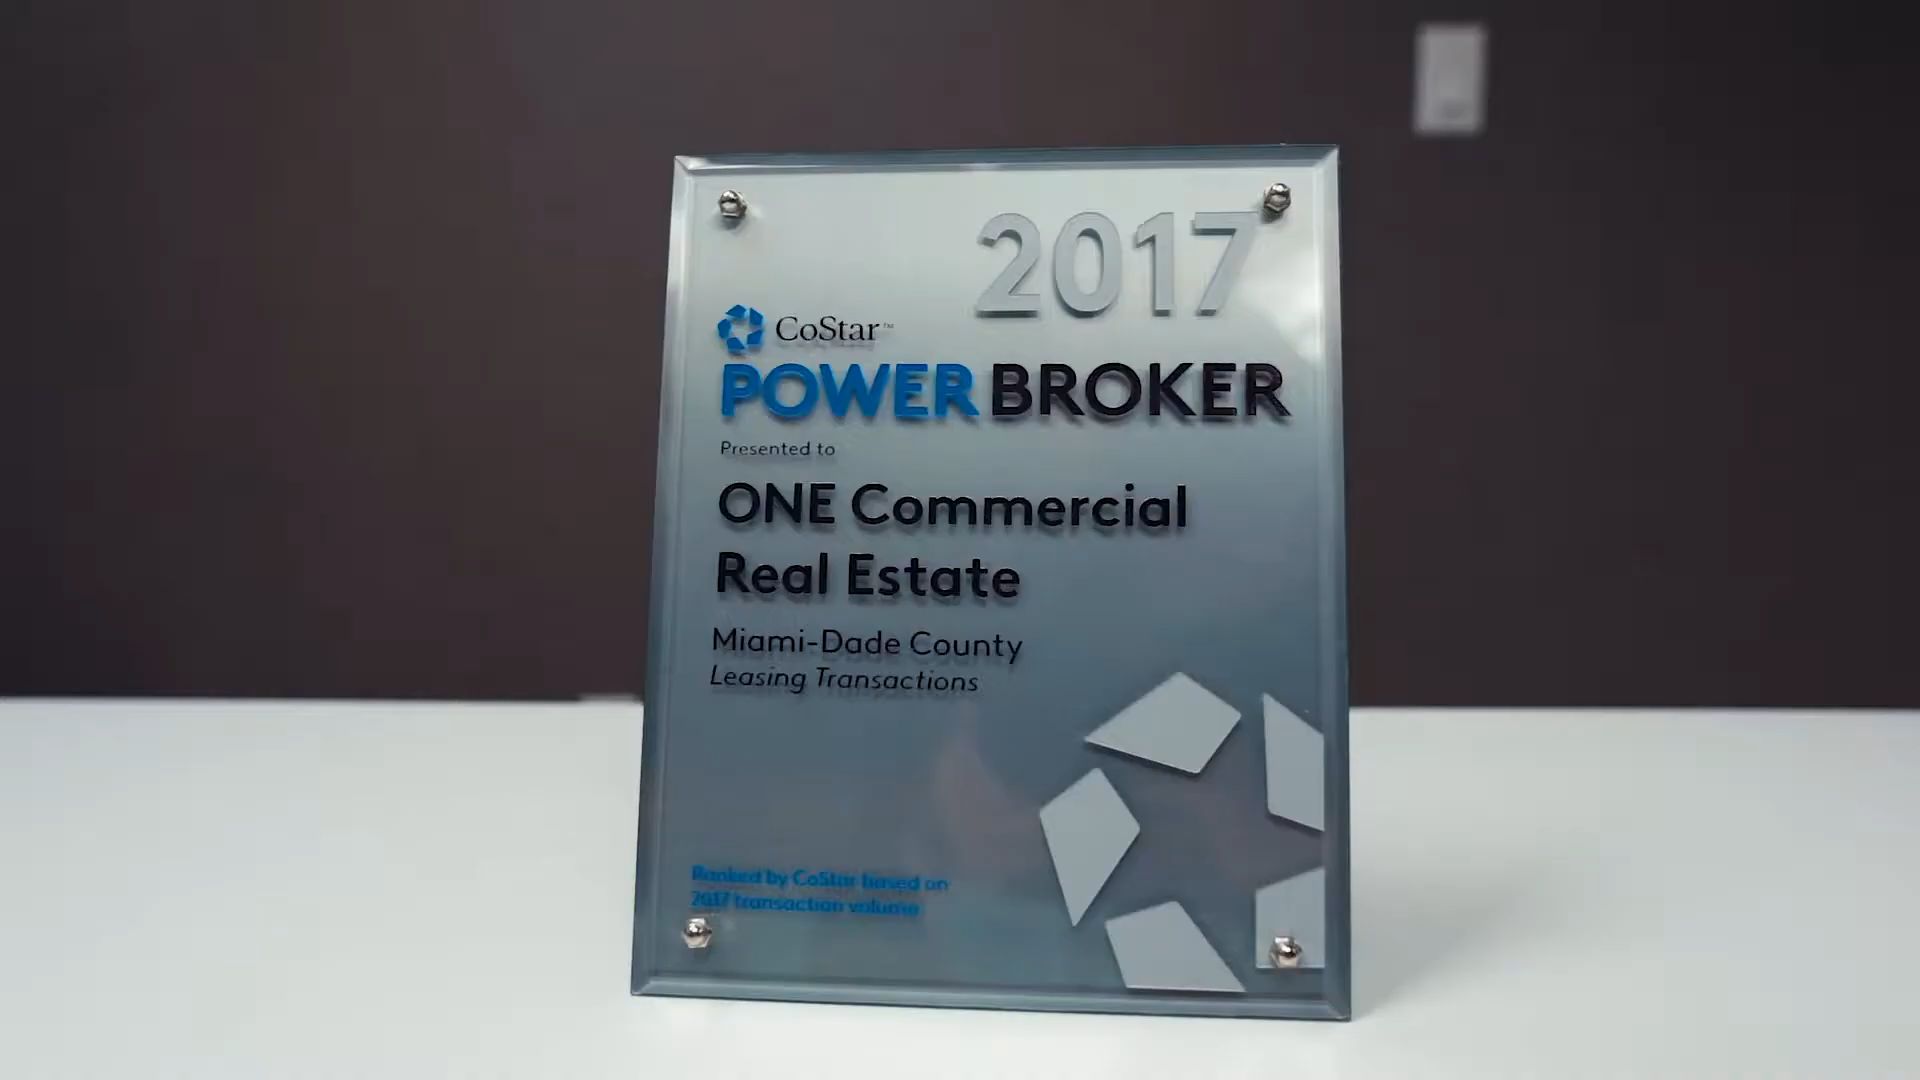 2017
CoStar™
POWER BROKER
Presented to
ONE Commercial
Real Estate
Miami-Dade County
Leasing Transactions
Ranked by CoStar based on
2017 transaction volume